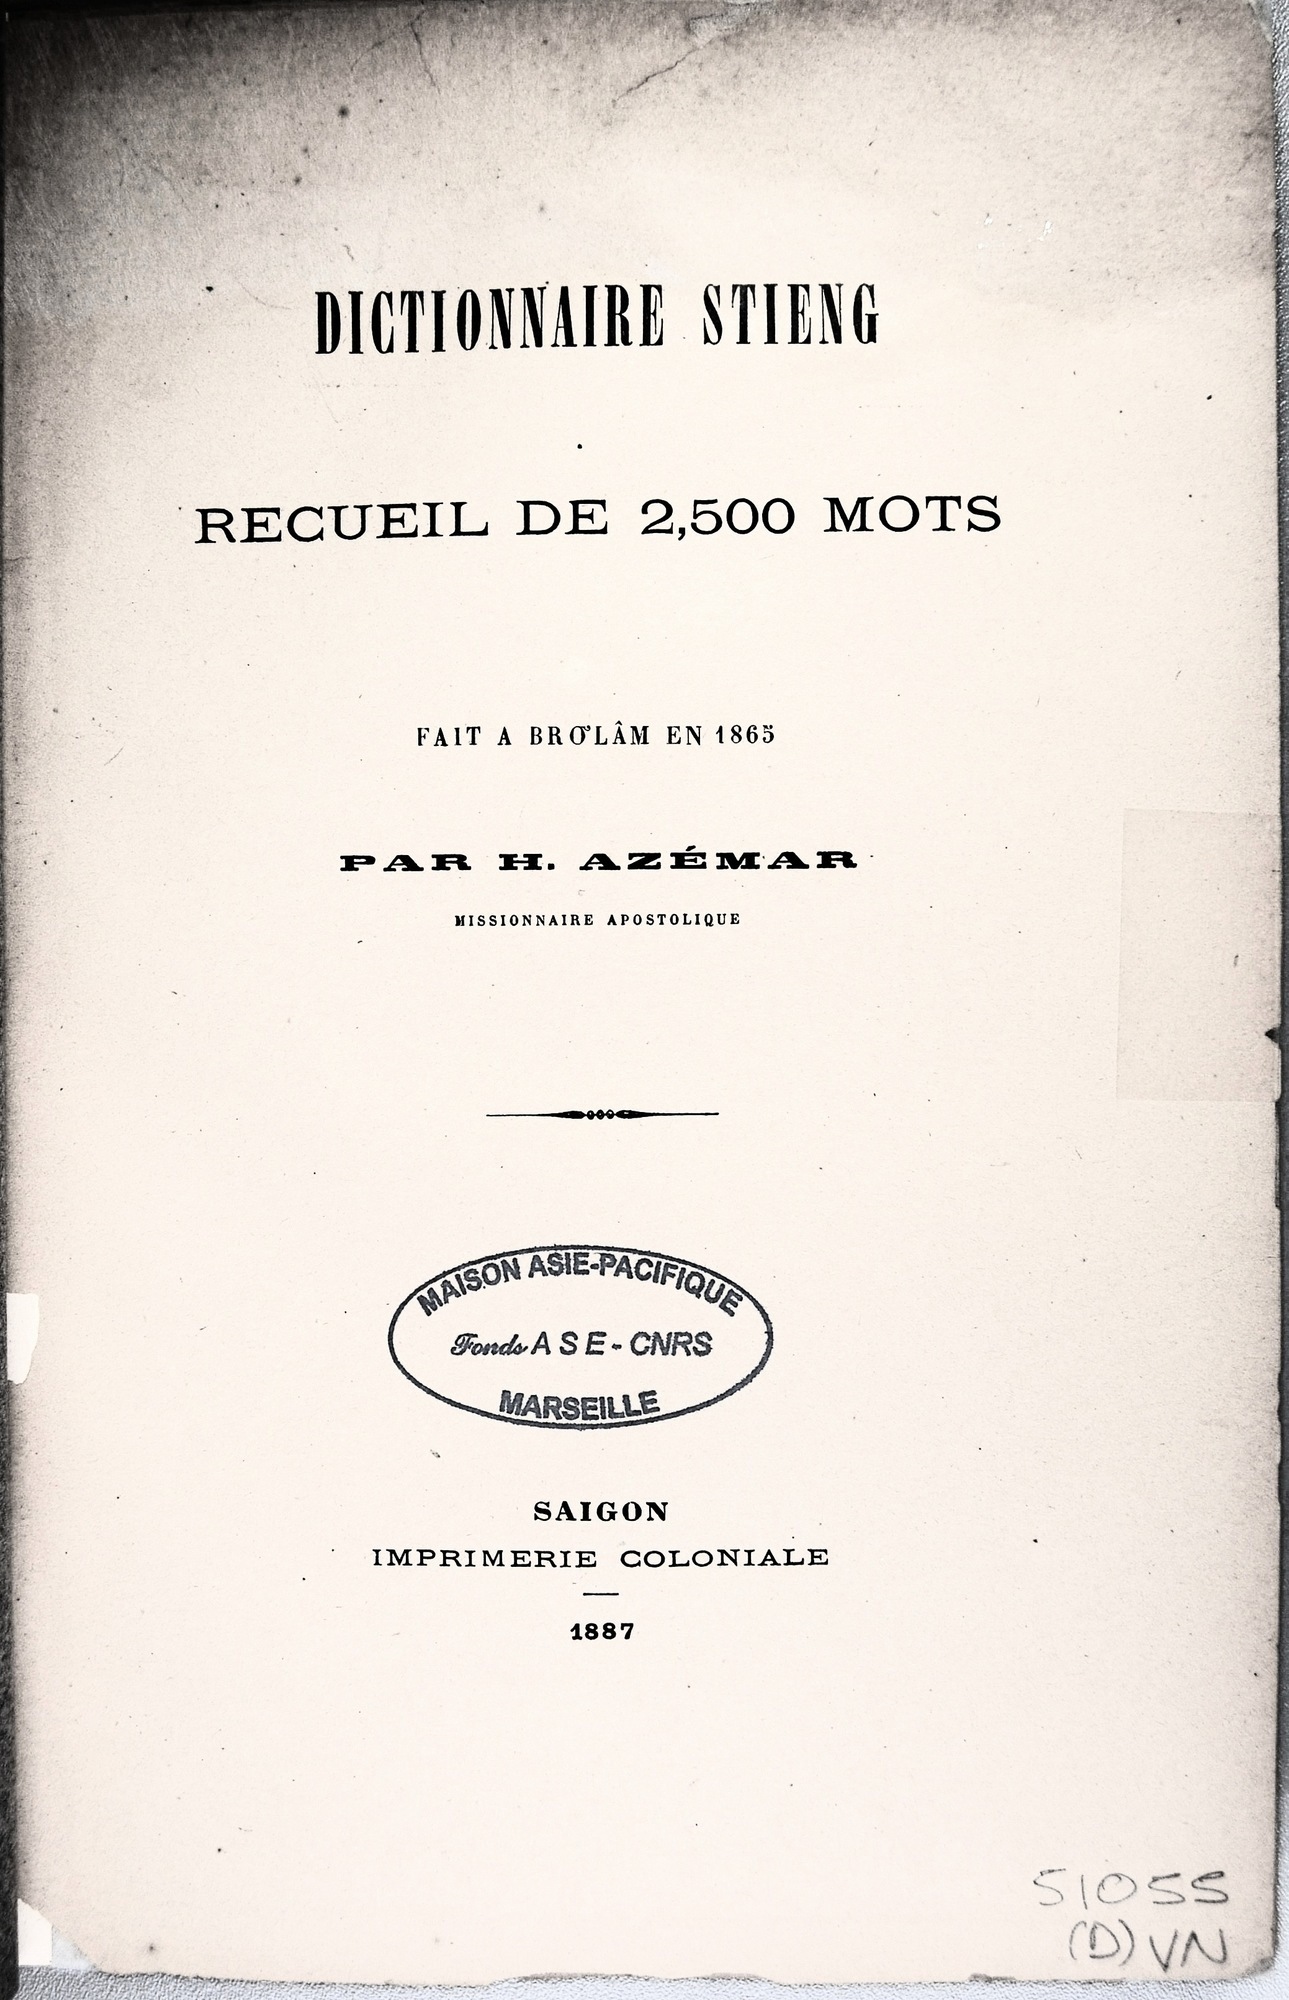 DICTIONNAIRE STIENG
RECUEIL DE 2,500 MOTS
FAIT A BRƠLÂM EN 1865
PAR H. AZÉMAR
MISSIONNAIRE APOSTOLIQUE
MAISON ASIE-PACIFIQUE
Fonds A S E - CNRS
MARSEILLE
SAIGON
IMPRIMERIE COLONIALE
1887
51055
(D) VN